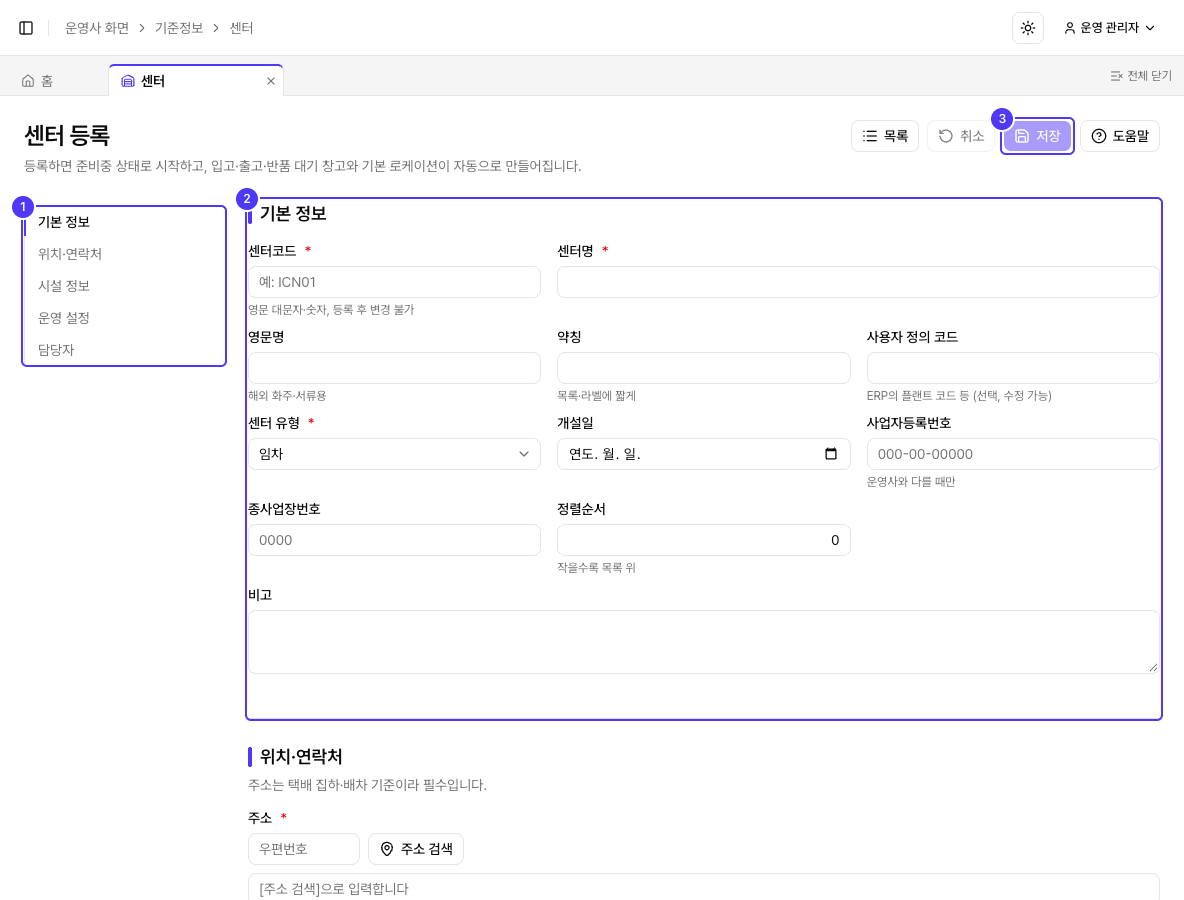 운영사 화면 > 기준정보 > 센터
운영 관리자
홈
센터
전체 닫기
센터 등록
목록
취소
3
저장
도움말
등록하면 준비중 상태로 시작하고, 입고·출고·반품 대기 창고와 기본 로케이션이 자동으로 만들어집니다.
1
기본 정보
위치·연락처
시설 정보
운영 설정
담당자
2
기본 정보
센터코드 *
센터명 *
예: ICN01
영문 대문자·숫자, 등록 후 변경 불가
영문명
약칭
사용자 정의 코드
해외 화주·서류용
목록·라벨에 짧게
ERP의 플랜트 코드 등 (선택, 수정 가능)
센터 유형 *
개설일
사업자등록번호
임차
연도. 월. 일.
000-00-00000
운영사와 다를 때만
종사업장번호
정렬순서
0000
0
작을수록 목록 위
비고
위치·연락처
주소는 택배 집하·배차 기준이라 필수입니다.
주소 *
우편번호
주소 검색
[주소 검색]으로 입력합니다